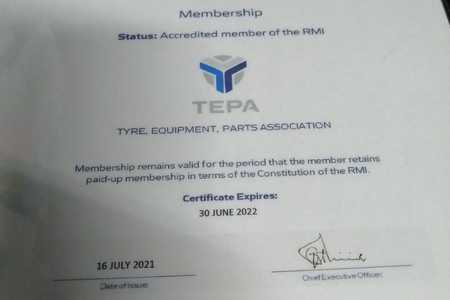 Membership
Status: Accredited member of the RMI
TEPA
TYRE, EQUIPMENT, PARTS ASSOCIATION
Membership remains valid for the period that the member retains
paid-up membership in terms of the Constitution of the RMI.
Certificate Expires:
30 JUNE 2022
16 JULY 2021
Date of Issue:
Chief Executive Officer: